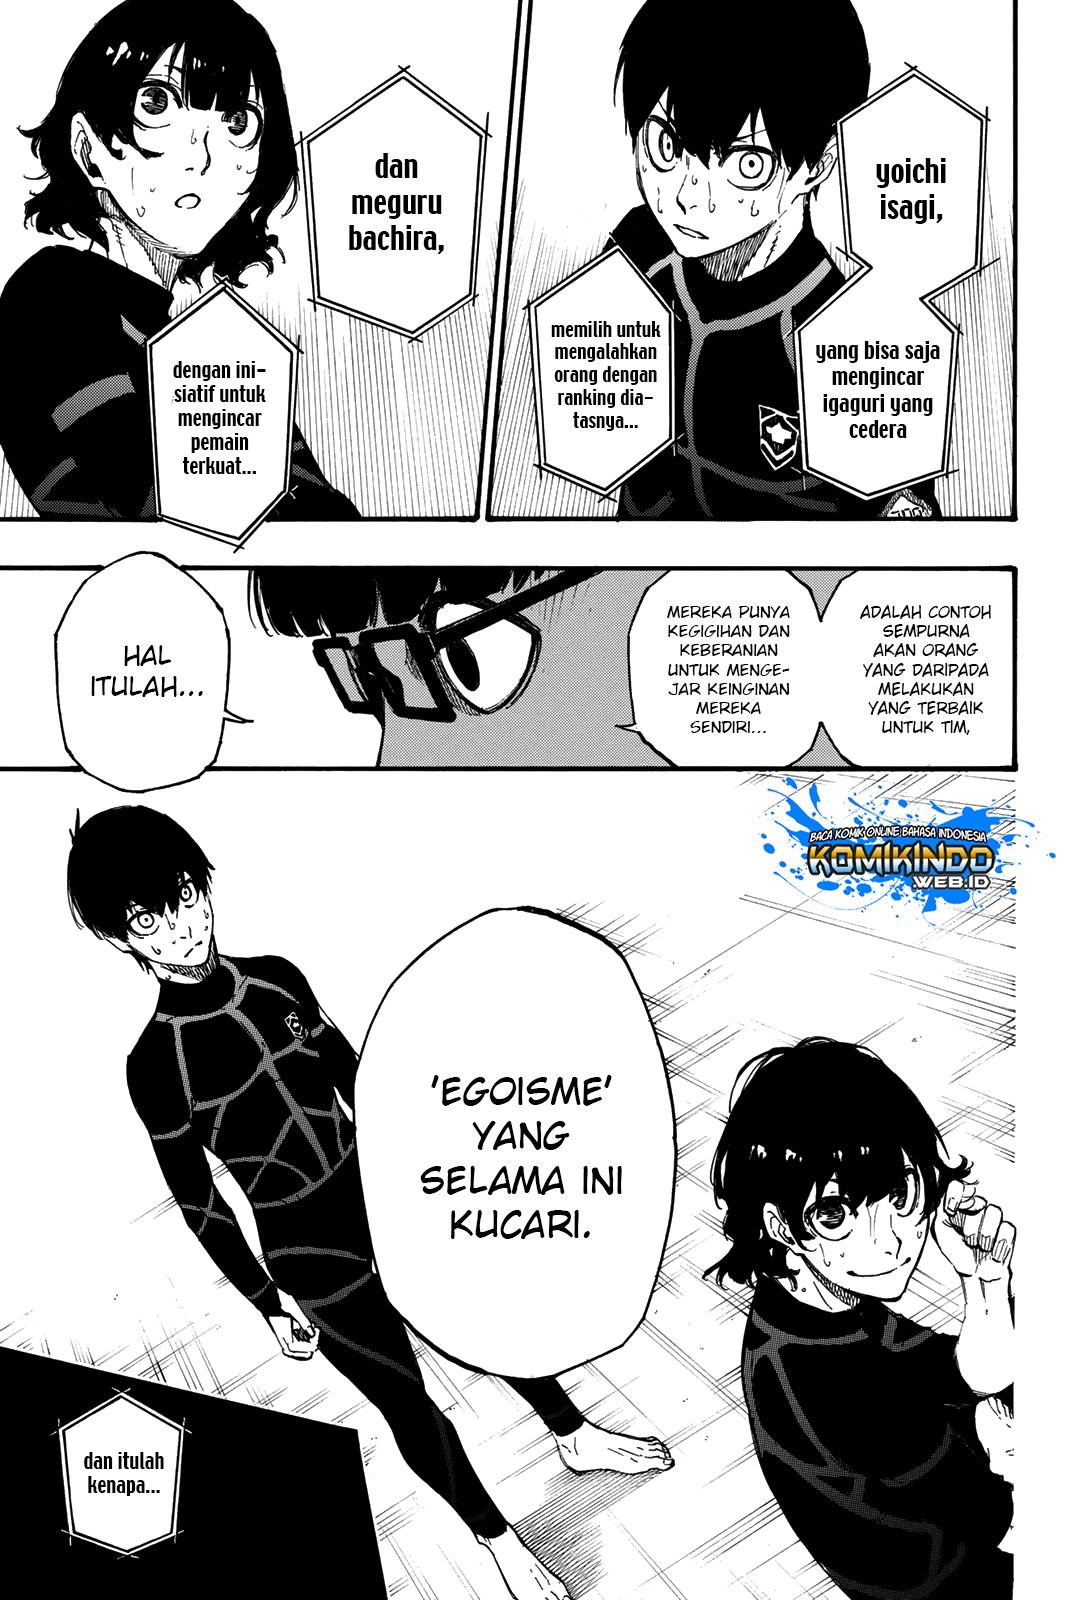 yoichi
isagi,
yang bisa saja
mengincar
igaguri yang
cedera
memilih untuk
mengalahkan
orang dengan
ranking dia-
tasnya...
dan
meguru
bachira,
dengan ini-
siatif untuk
mengincar
pemain
terkuat...
ADALAH CONTOH
SEMPURNA
AKAN ORANG
YANG DARIPADA
MELAKUKAN
YANG TERBAIK
UNTUK TIM,
MEREKA PUNYA
KEGIGIHAN DAN
KEBERANIAN
UNTUK MENGE-
JAR KEINGINAN
MEREKA
SENDIRI...
HAL
ITULAH...
BACA KOMIK ONLINE BAHASA INDONESIA
KOMIKINDO
.WEB.ID
'EGOISME'
YANG
SELAMA INI
KUCARI.
dan itulah
kenapa...